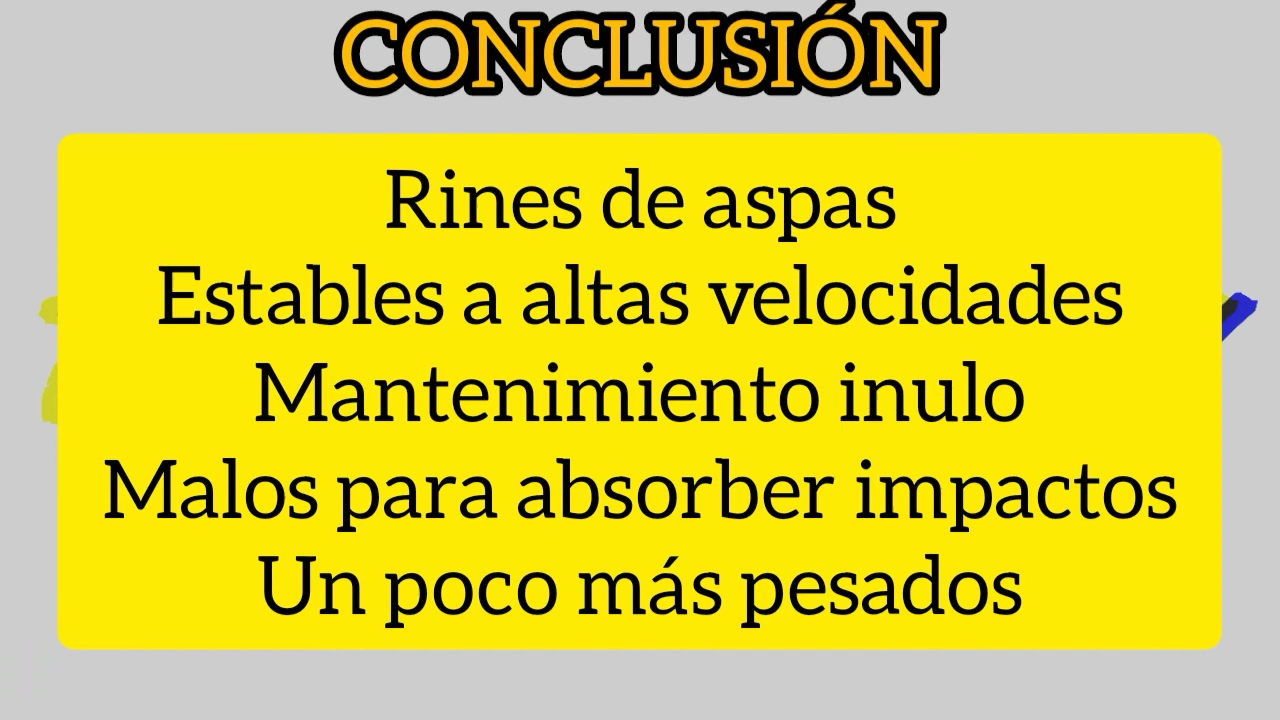 CONCLUSIÓN
Rines de aspas
Estables a altas velocidades
Mantenimiento inulo
Malos para absorber impactos
Un poco más pesados